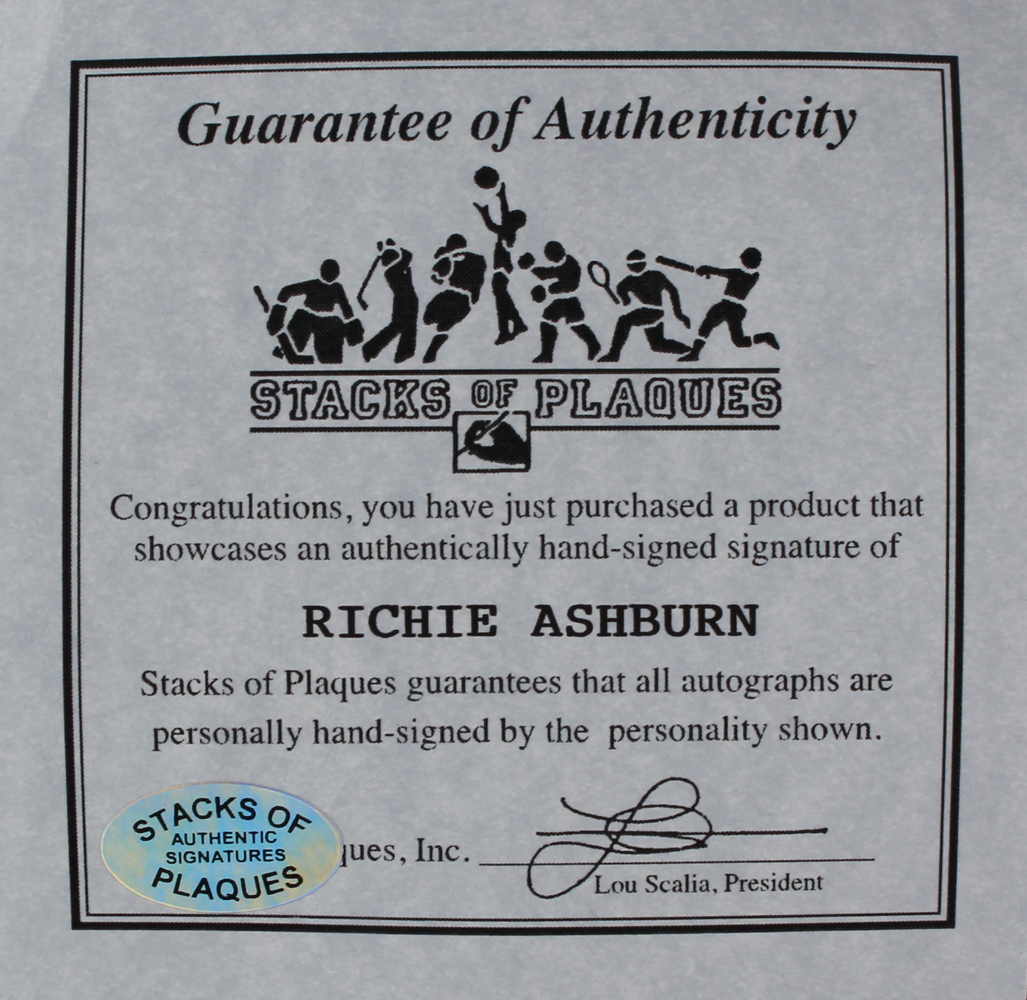 Guarantee of Authenticity
STACKS OF PLAQUES
Congratulations, you have just purchased a product that
showcases an authentically hand-signed signature of
RICHIE ASHBURN
Stacks of Plaques guarantees that all autographs are
personally hand-signed by the personality shown.
STACKS OF
AUTHENTIC
SIGNATURES
PLAQUES
ques, Inc.
Lou Scalia, President